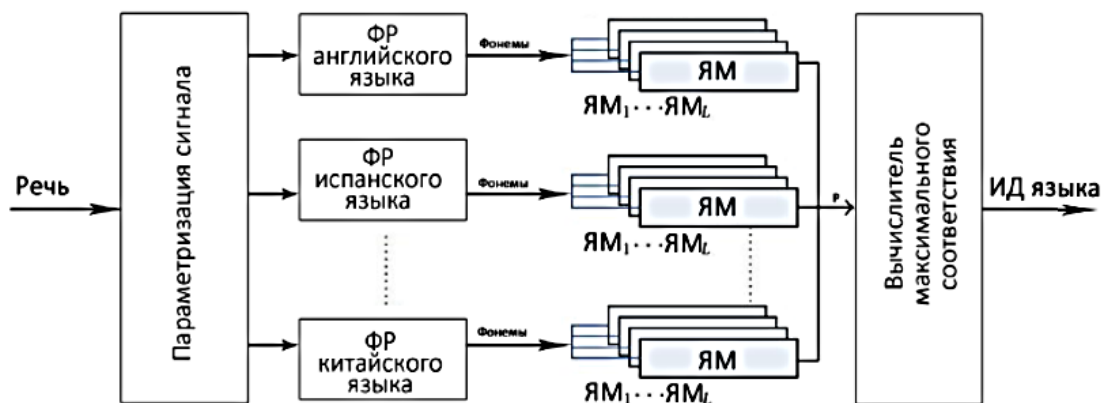 Речь
Параметризация сигнала
ФР
английского
языка
Фонемы
ЯМ
ЯМ₁···ЯМ_L
ФР
испанского
языка
Фонемы
ЯМ
ЯМ₁···ЯМ_L
ФР
китайского
языка
Фонемы
ЯМ
ЯМ₁···ЯМ_L
P
Вычислитель
максимального
соответствия
ИД языка